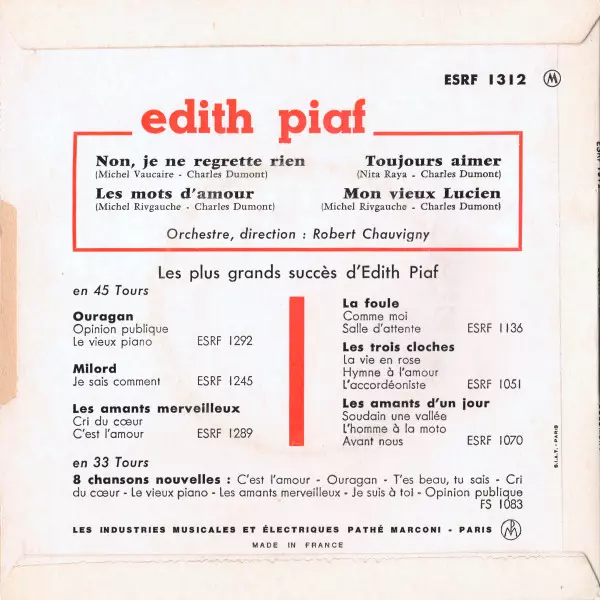 ESRF 1312
edith piaf
Non, je ne regrette rien
(Michel Vaucaire - Charles Dumont)
Toujours aimer
(Nita Raya - Charles Dumont)
Les mots d'amour
(Michel Rivgauche - Charles Dumont)
Mon vieux Lucien
(Michel Rivgauche - Charles Dumont)
Orchestre, direction : Robert Chauvigny
Les plus grands succès d'Edith Piaf
en 45 Tours
Ouragan
Opinion publique
Le vieux piano ESRF 1292
Milord
Je sais comment ESRF 1245
Les amants merveilleux
Cri du cœur
C'est l'amour ESRF 1289
La foule
Comme moi
Salle d'attente ESRF 1136
Les trois cloches
La vie en rose
Hymne à l'amour
L'accordéoniste ESRF 1051
Les amants d'un jour
Soudain une vallée
L'homme à la moto
Avant nous ESRF 1070
en 33 Tours
8 chansons nouvelles : C'est l'amour - Ouragan - T'es beau, tu sais - Cri
du cœur - Le vieux piano - Les amants merveilleux - Je suis à toi - Opinion publique
FS 1083
LES INDUSTRIES MUSICALES ET ÉLECTRIQUES PATHÉ MARCONI - PARIS
MADE IN FRANCE
S.I.A.T. - PARIS